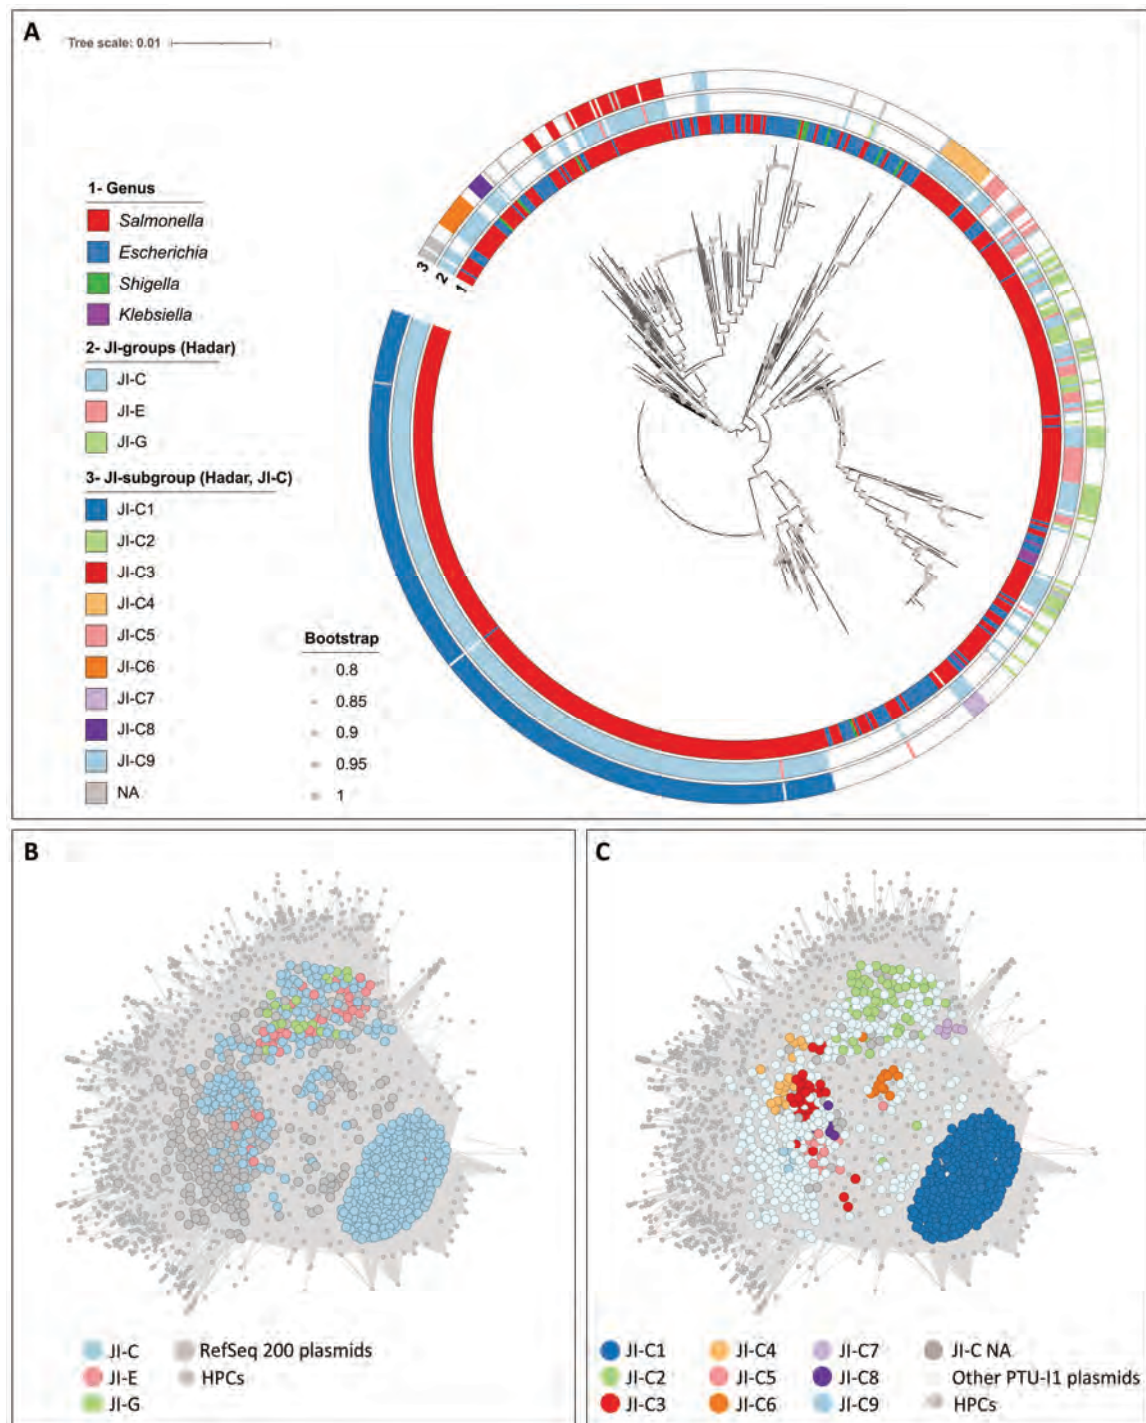 A
Tree scale: 0.01
1- Genus
Salmonella
Escherichia
Shigella
Klebsiella
2- JI-groups (Hadar)
JI-C
JI-E
JI-G
3- JI-subgroup (Hadar, JI-C)
JI-C1
JI-C2
JI-C3
JI-C4
JI-C5
JI-C6
JI-C7
JI-C8
JI-C9
NA
Bootstrap
0.8
0.85
0.9
0.95
1
3
2
1
B
JI-C
JI-E
JI-G
RefSeq 200 plasmids
HPCs
C
JI-C1
JI-C2
JI-C3
JI-C4
JI-C5
JI-C6
JI-C7
JI-C8
JI-C9
JI-C NA
Other PTU-I1 plasmids
HPCs